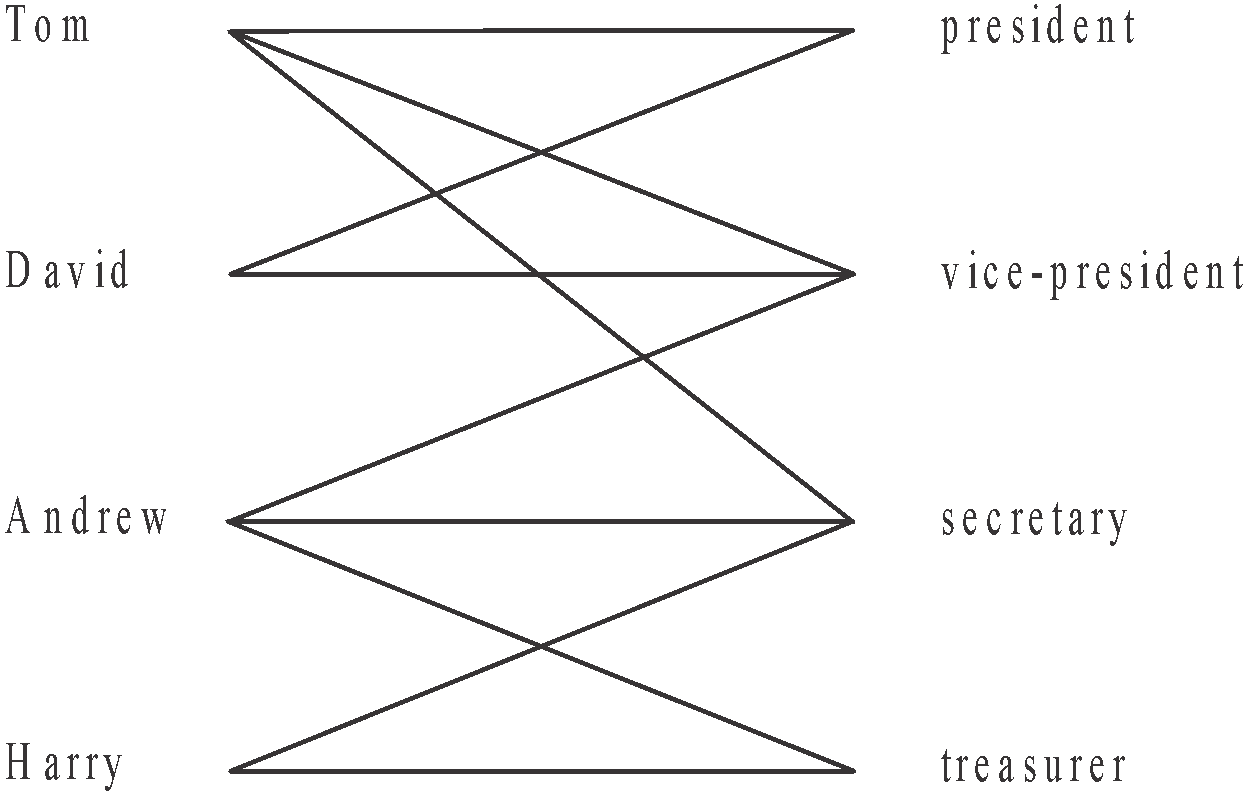 Tom president
David vice-president
Andrew secretary
Harry treasurer